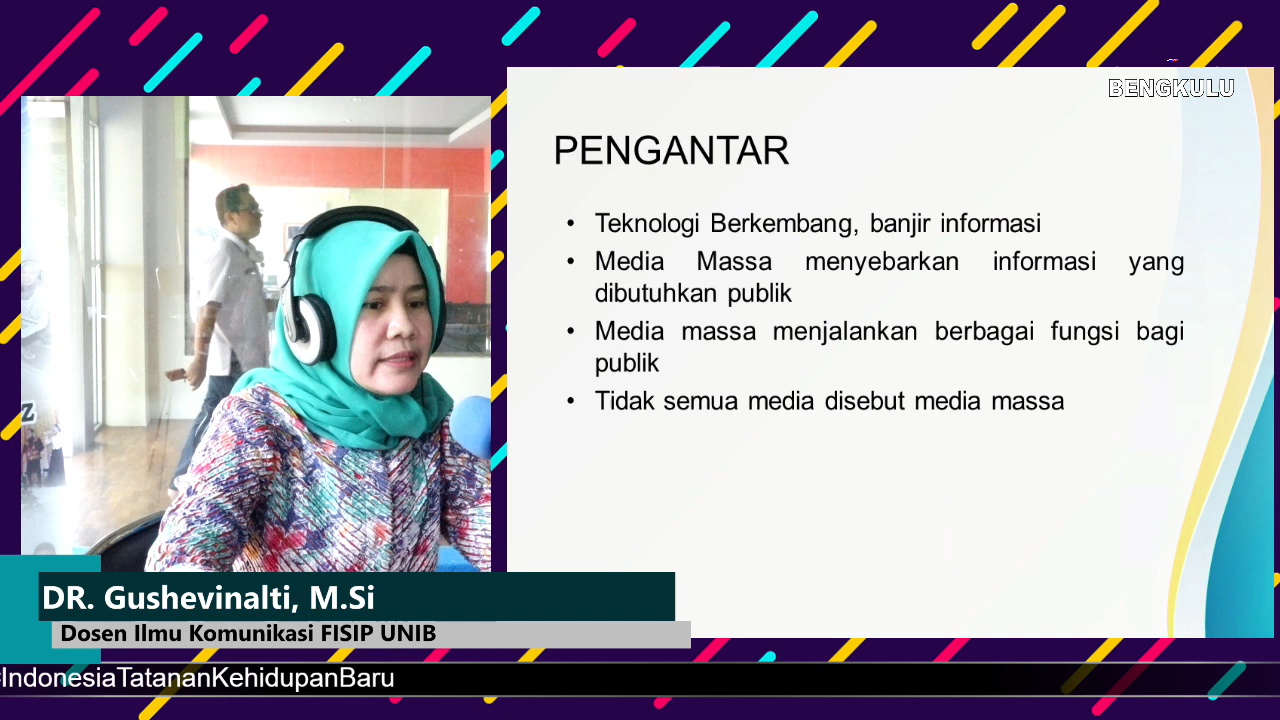 BENGKULU
PENGANTAR
• Teknologi Berkembang, banjir informasi
• Media Massa menyebarkan informasi yang
dibutuhkan publik
• Media massa menjalankan berbagai fungsi bagi
publik
• Tidak semua media disebut media massa
Z
DR. Gushevinalti, M.Si
Dosen Ilmu Komunikasi FISIP UNIB
IndonesiaTatananKehidupanBaru